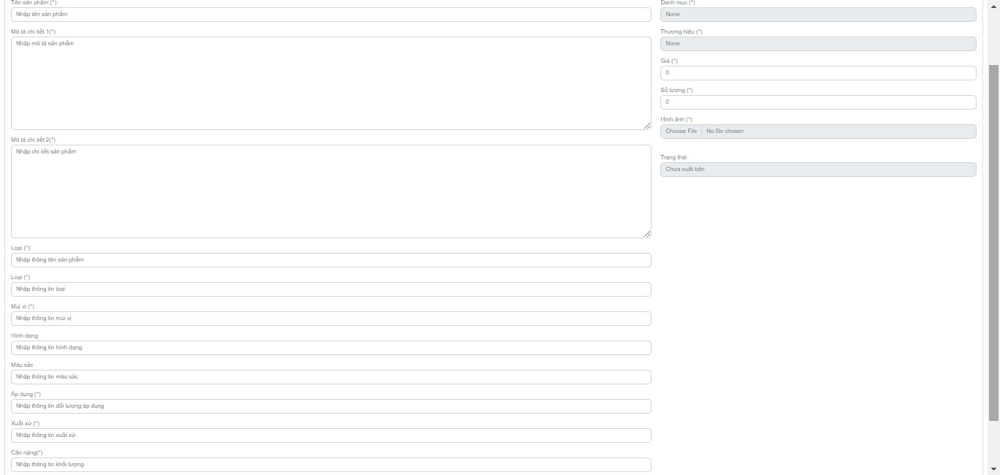 Tên sản phẩm (*)
Nhập tên sản phẩm
Mô tả chi tiết 1(*)
Nhập mô tả sản phẩm
Mô tả chi tiết 2(*)
Nhập chi tiết sản phẩm
Loại (*)
Nhập thông tên sản phẩm
Loại (*)
Nhập thông tin loại
Mùi vị (*)
Nhập thông tin mùi vị
Hình dạng
Nhập thông tin hình dạng
Màu sắc
Nhập thông tin màu sắc
Áp dụng (*)
Nhập thông tin đối tượng áp dụng
Xuất xứ (*)
Nhập thông tin xuất xứ
Cân nặng(*)
Nhập thông tin khối lượng
Danh mục (*)
None
Thương hiệu (*)
None
Giá (*)
0
Số lượng (*)
0
Hình ảnh (*)
Choose File No file chosen
Trạng thái
Chưa xuất bán